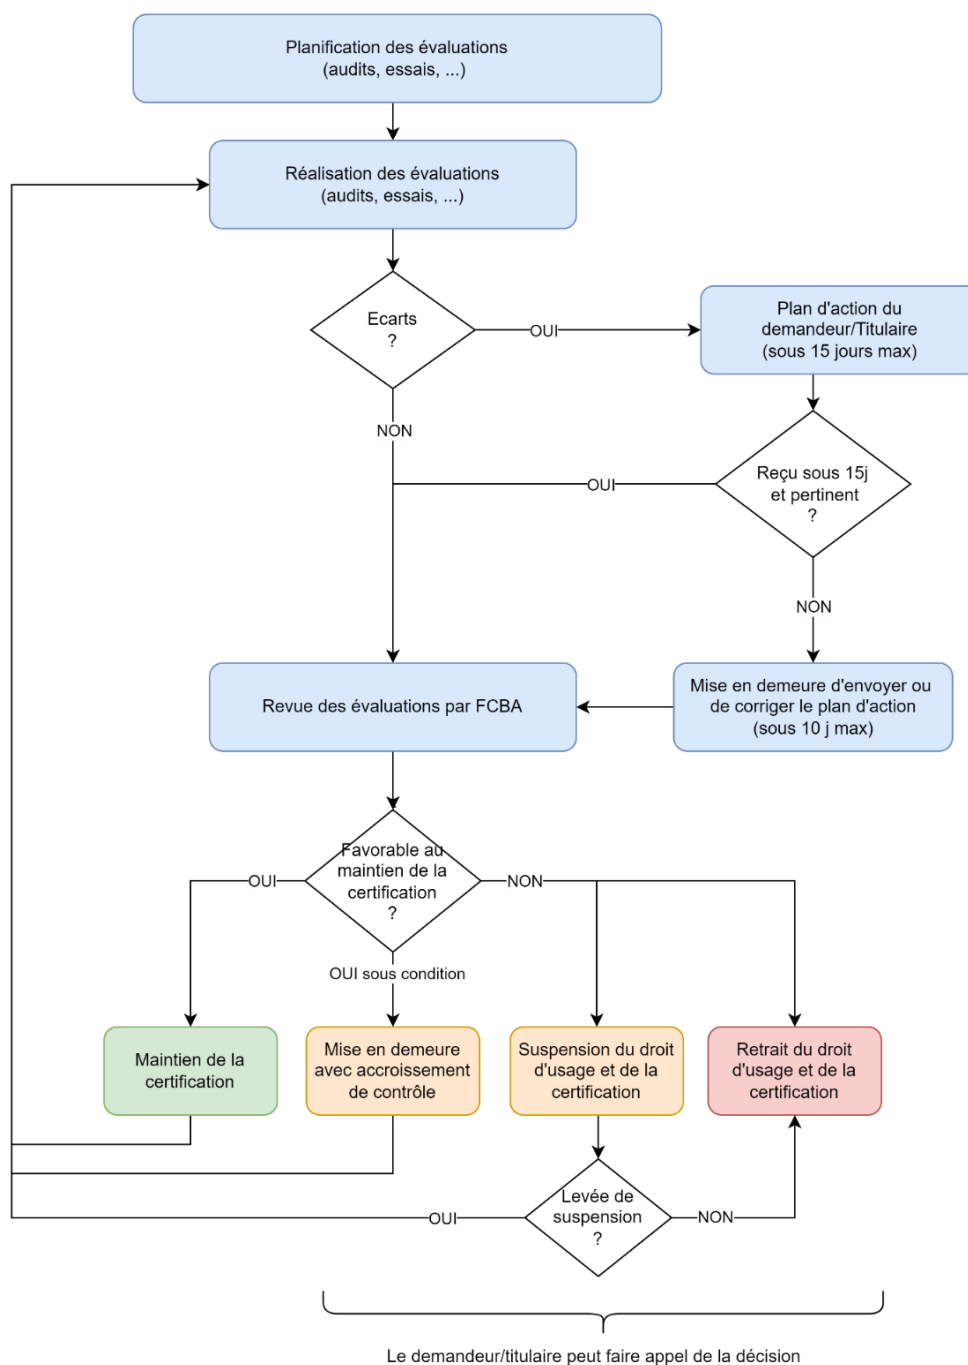 Planification des évaluations
(audits, essais, ...)
Réalisation des évaluations
(audits, essais, ...)
Ecarts
?
OUI
Plan d'action du
demandeur/Titulaire
(sous 15 jours max)
NON
Reçu sous 15j
et pertinent
?
OUI
NON
Revue des évaluations par FCBA
Mise en demeure d'envoyer ou
de corriger le plan d'action
(sous 10 j max)
Favorable au
maintien de la
certification
?
OUI
NON
OUI sous condition
Maintien de la
certification
Mise en demeure
avec accroissement
de contrôle
Suspension du droit
d'usage et de la
certification
Retrait du droit
d'usage et de la
certification
Levée de
suspension
?
OUI
NON
Le demandeur/titulaire peut faire appel de la décision